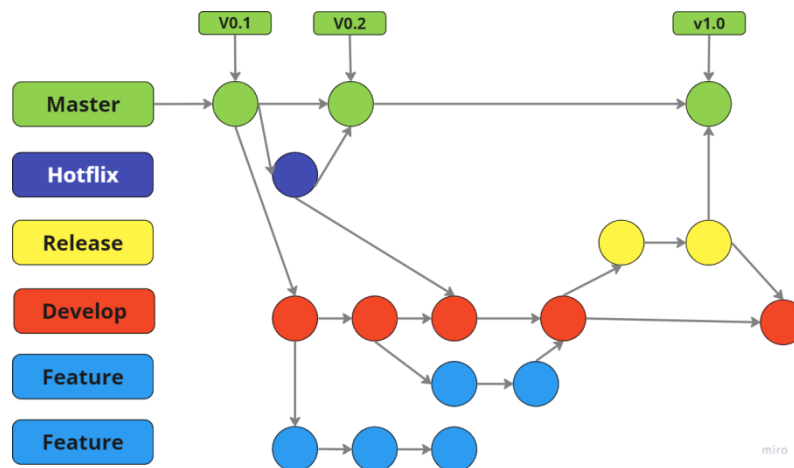 V0.1
V0.2
v1.0
Master
Hotflix
Release
Develop
Feature
Feature
miro